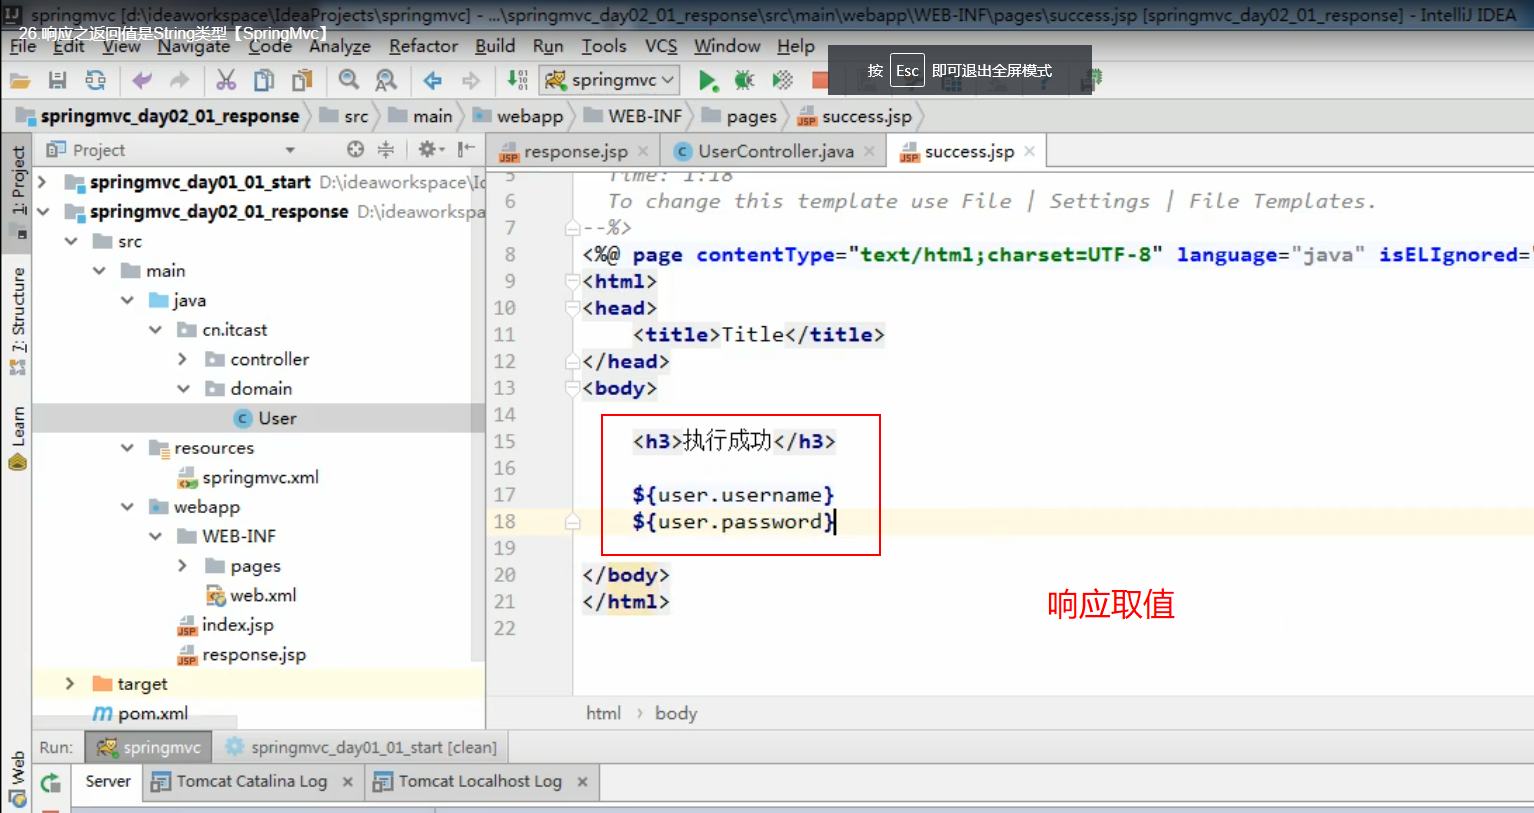 springmvc [d:\ideaworkspace\IdeaProjects\springmvc] - ...\springmvc_day02_01_response\src\main\webapp\WEB-INF\pages\success.jsp [springmvc_day02_01_response] - IntelliJ IDEA
26.响应之返回值是String类型【SpringMvc】
File Edit View Navigate Code Analyze Refactor Build Run Tools VCS Window Help
按 Esc 即可退出全屏模式
springmvc
springmvc_day02_01_response src main webapp WEB-INF pages success.jsp
Project
response.jsp UserController.java success.jsp
1: Project
7: Structure
Learn
Web
springmvc_day01_01_start D:\ideaworkspace\Ic
springmvc_day02_01_response D:\ideaworkspa
src
main
java
cn.itcast
controller
domain
User
resources
springmvc.xml
webapp
WEB-INF
pages
web.xml
index.jsp
response.jsp
target
pom.xml
5 Time: 1:18
6 To change this template use File | Settings | File Templates.
7 --%>
8 <%@ page contentType="text/html;charset=UTF-8" language="java" isELIgnored="
9 <html>
10 <head>
11 <title>Title</title>
12 </head>
13 <body>
14
15 <h3>执行成功</h3>
16
17 ${user.username}
18 ${user.password}
19
20 </body>
21 </html>
22
响应取值
html › body
Run: springmvc springmvc_day01_01_start [clean]
Server Tomcat Catalina Log Tomcat Localhost Log